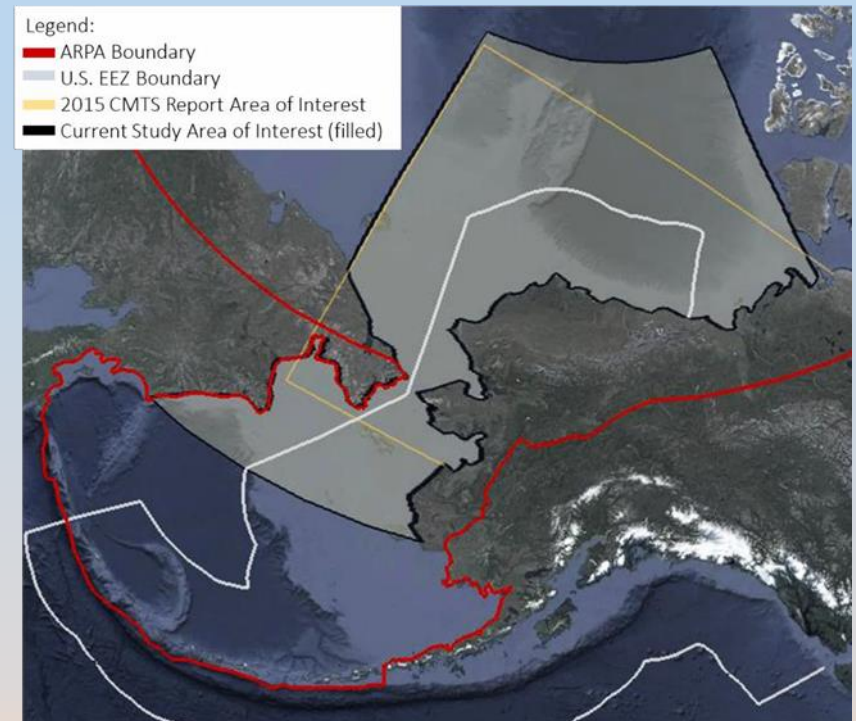 Legend:
ARPA Boundary
U.S. EEZ Boundary
2015 CMTS Report Area of Interest
Current Study Area of Interest (filled)